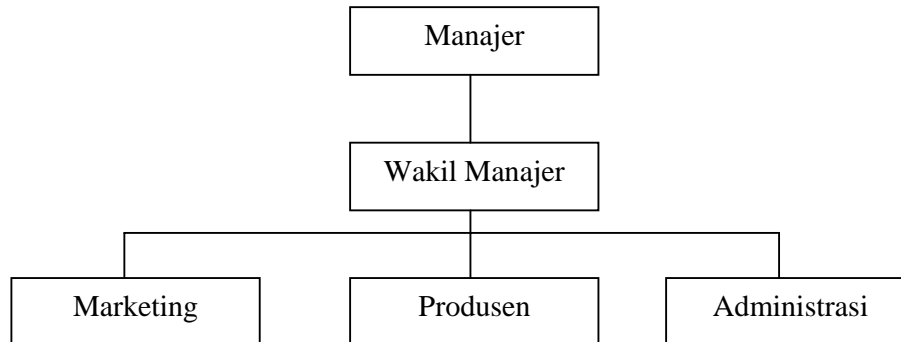 Manajer
Wakil Manajer
Marketing
Produsen
Administrasi